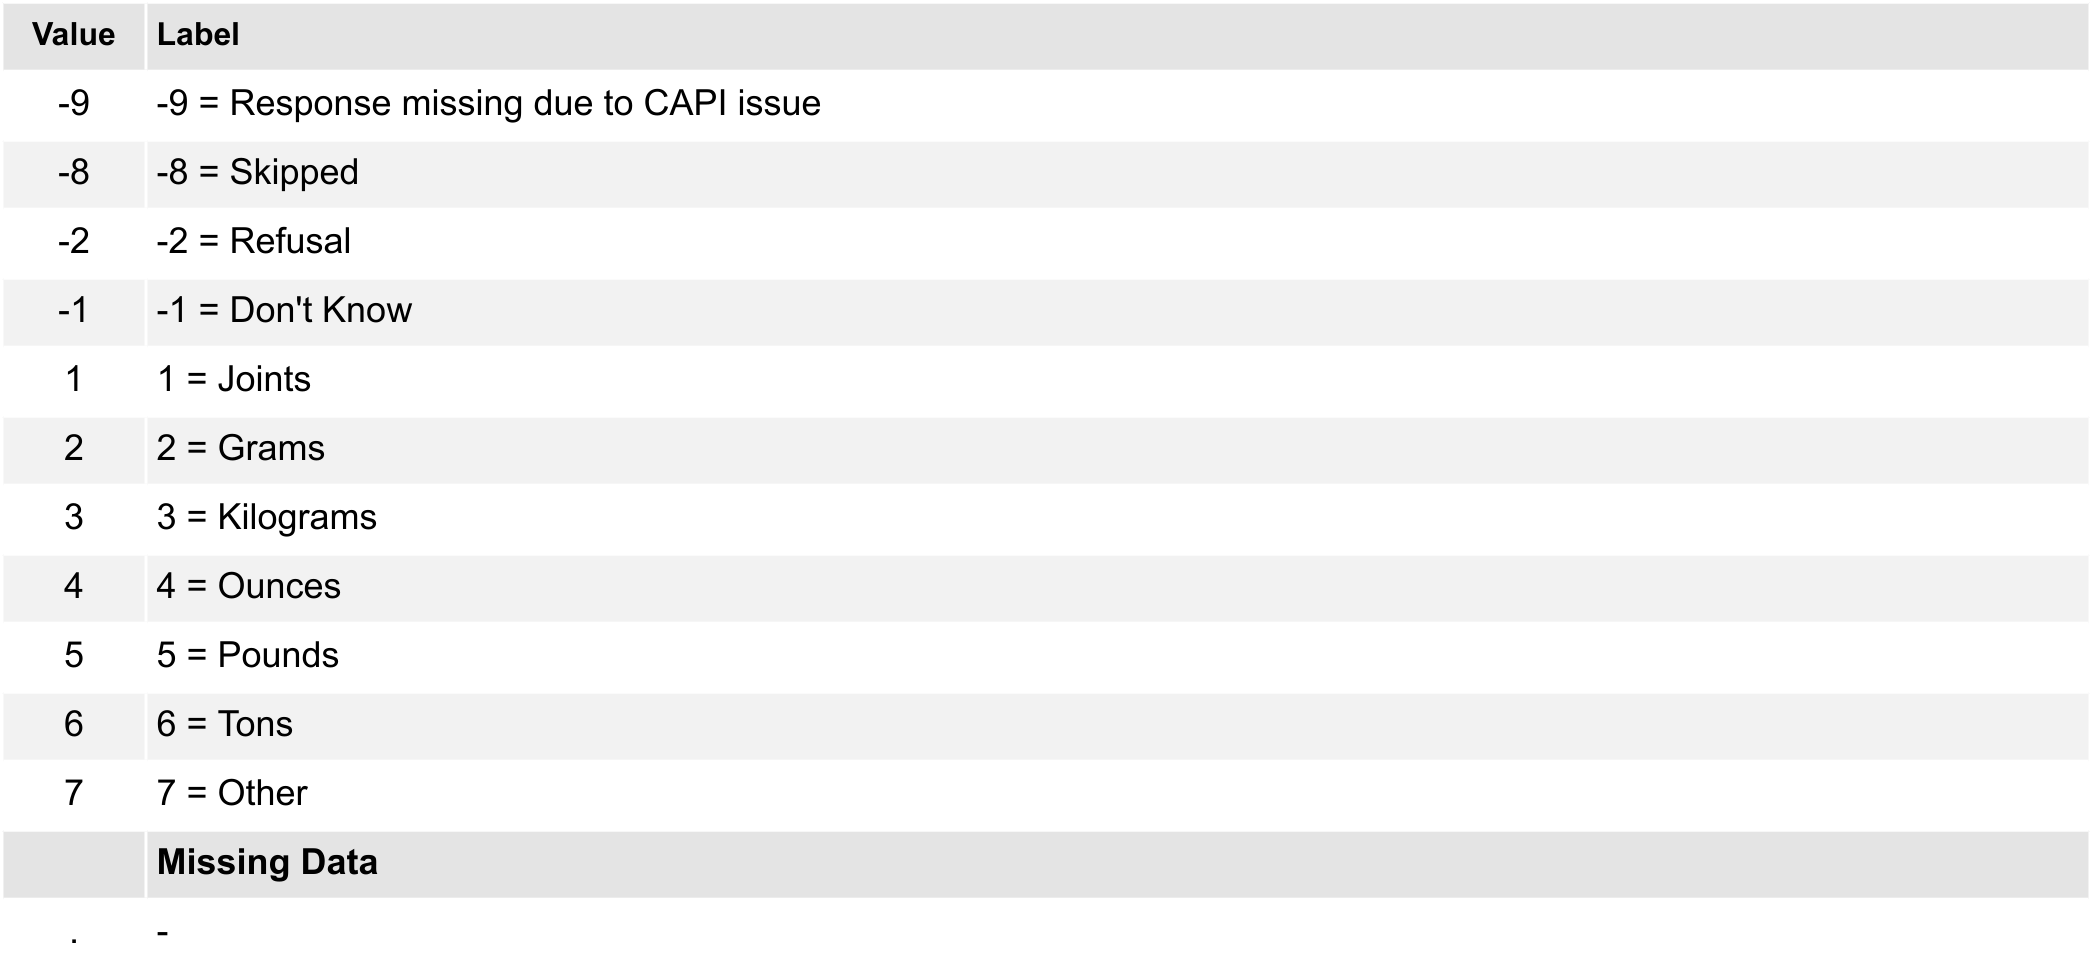 Value Label
-9 -9 = Response missing due to CAPI issue
-8 -8 = Skipped
-2 -2 = Refusal
-1 -1 = Don't Know
1 1 = Joints
2 2 = Grams
3 3 = Kilograms
4 4 = Ounces
5 5 = Pounds
6 6 = Tons
7 7 = Other
Missing Data
. -